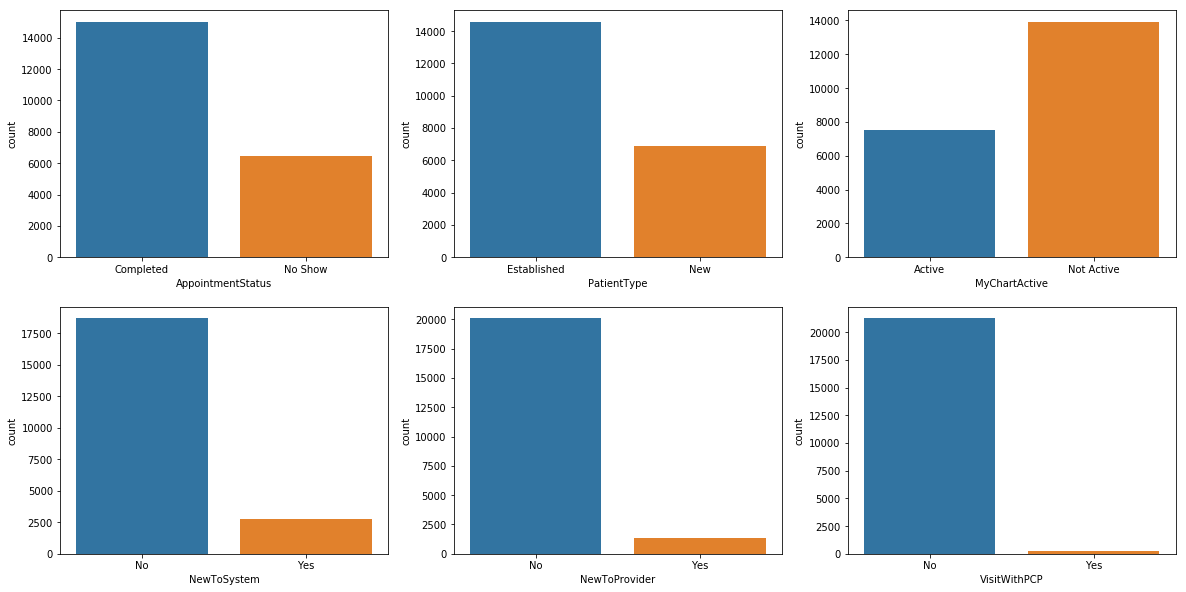 14000
12000
10000
8000
6000
4000
2000
0
count
Completed No Show
AppointmentStatus
14000
12000
10000
8000
6000
4000
2000
0
count
Established New
PatientType
14000
12000
10000
8000
6000
4000
2000
0
count
Active Not Active
MyChartActive
17500
15000
12500
10000
7500
5000
2500
0
count
No Yes
NewToSystem
20000
17500
15000
12500
10000
7500
5000
2500
0
count
No Yes
NewToProvider
20000
17500
15000
12500
10000
7500
5000
2500
0
count
No Yes
VisitWithPCP